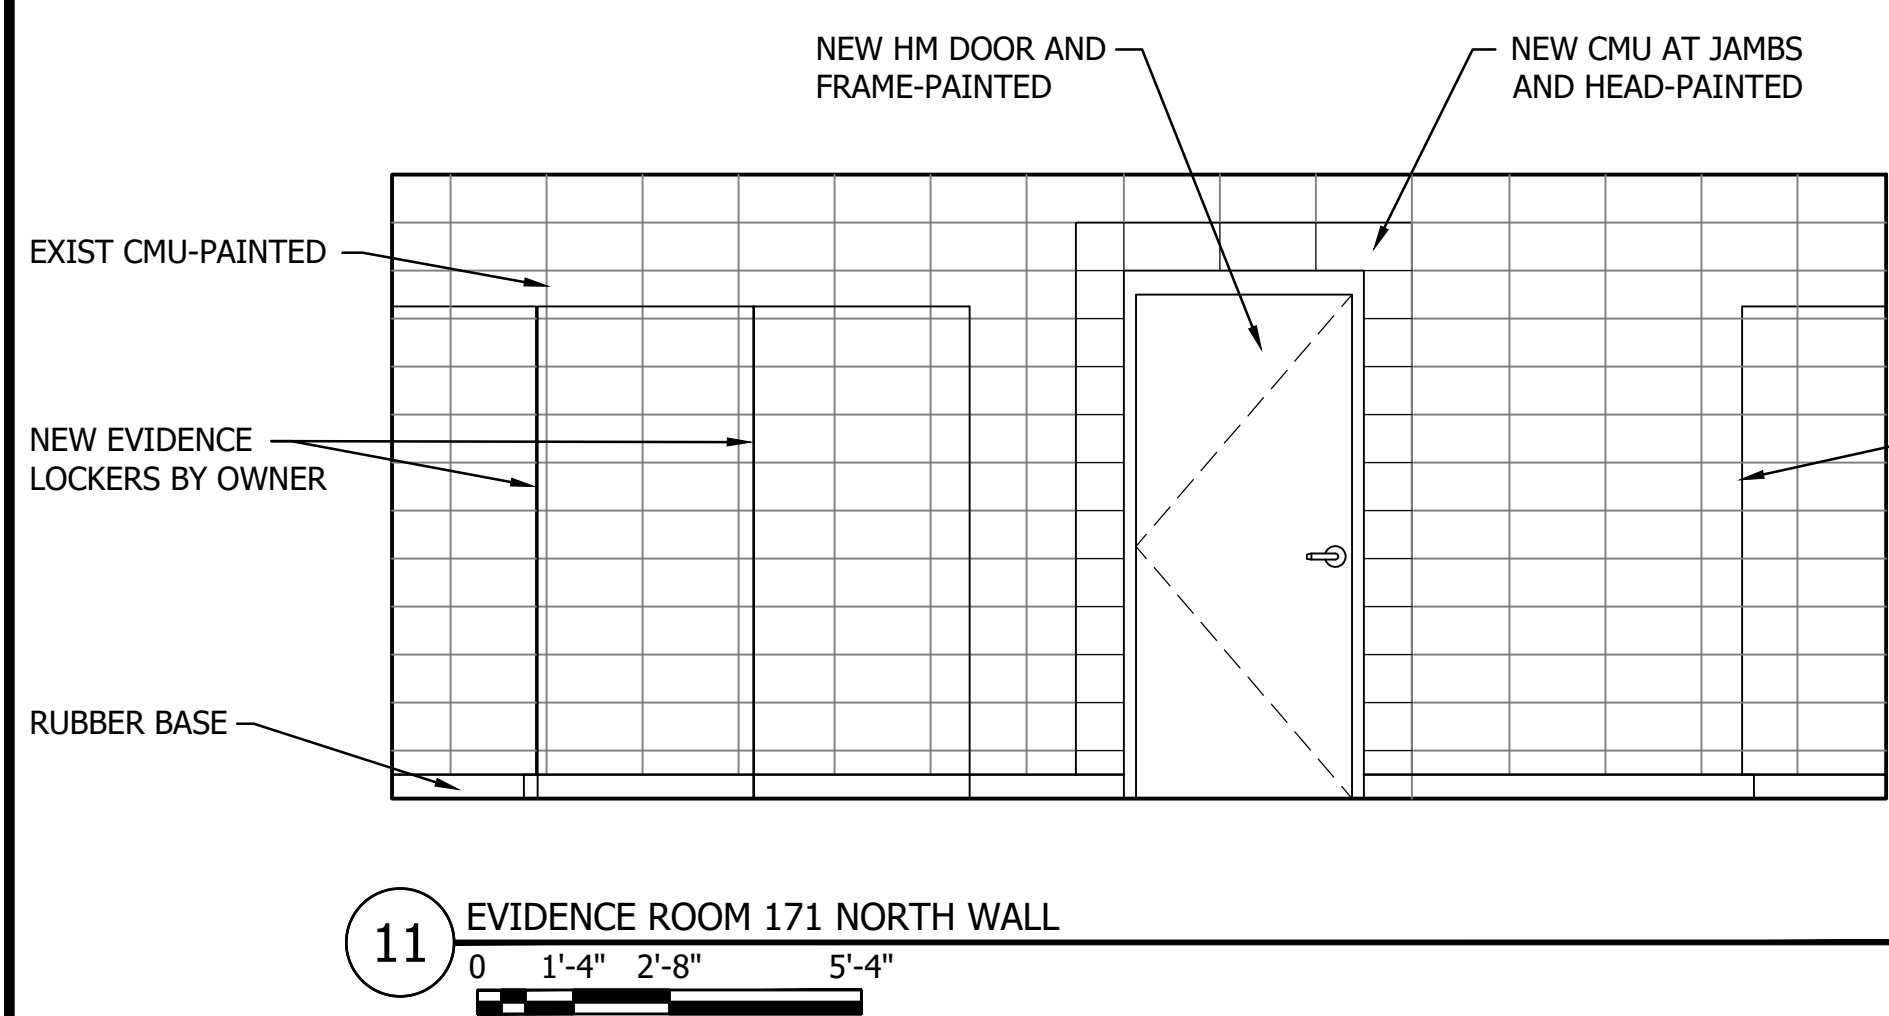 NEW HM DOOR AND
FRAME-PAINTED
NEW CMU AT JAMBS
AND HEAD-PAINTED
EXIST CMU-PAINTED
NEW EVIDENCE
LOCKERS BY OWNER
RUBBER BASE
11
EVIDENCE ROOM 171 NORTH WALL
0 1'-4" 2'-8" 5'-4"